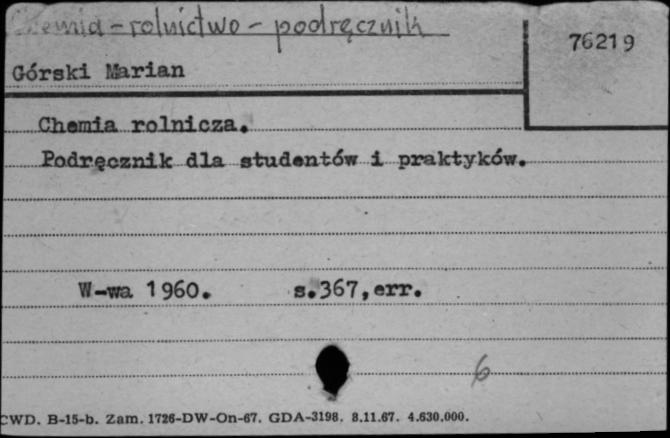 Chemia - rolnictwo - podręcznik
76219
Górski Marian
Chemia rolnicza.
Podręcznik dla studentów i praktyków.
W-wa 1960. s.367,err.
6
CWD. B-15-b. Zam. 1726-DW-On-67. GDA-3198. 8.11.67. 4.630.000.